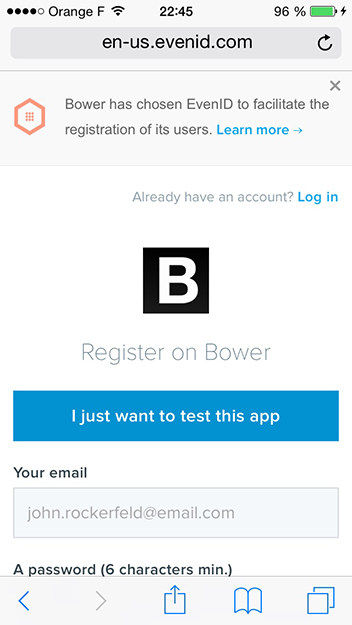 Orange F 22:45 96 %
en-us.evenid.com
Bower has chosen EvenID to facilitate the
registration of its users. Learn more →
Already have an account? Log in
B
Register on Bower
I just want to test this app
Your email
john.rockerfeld@email.com
A password (6 characters min.)